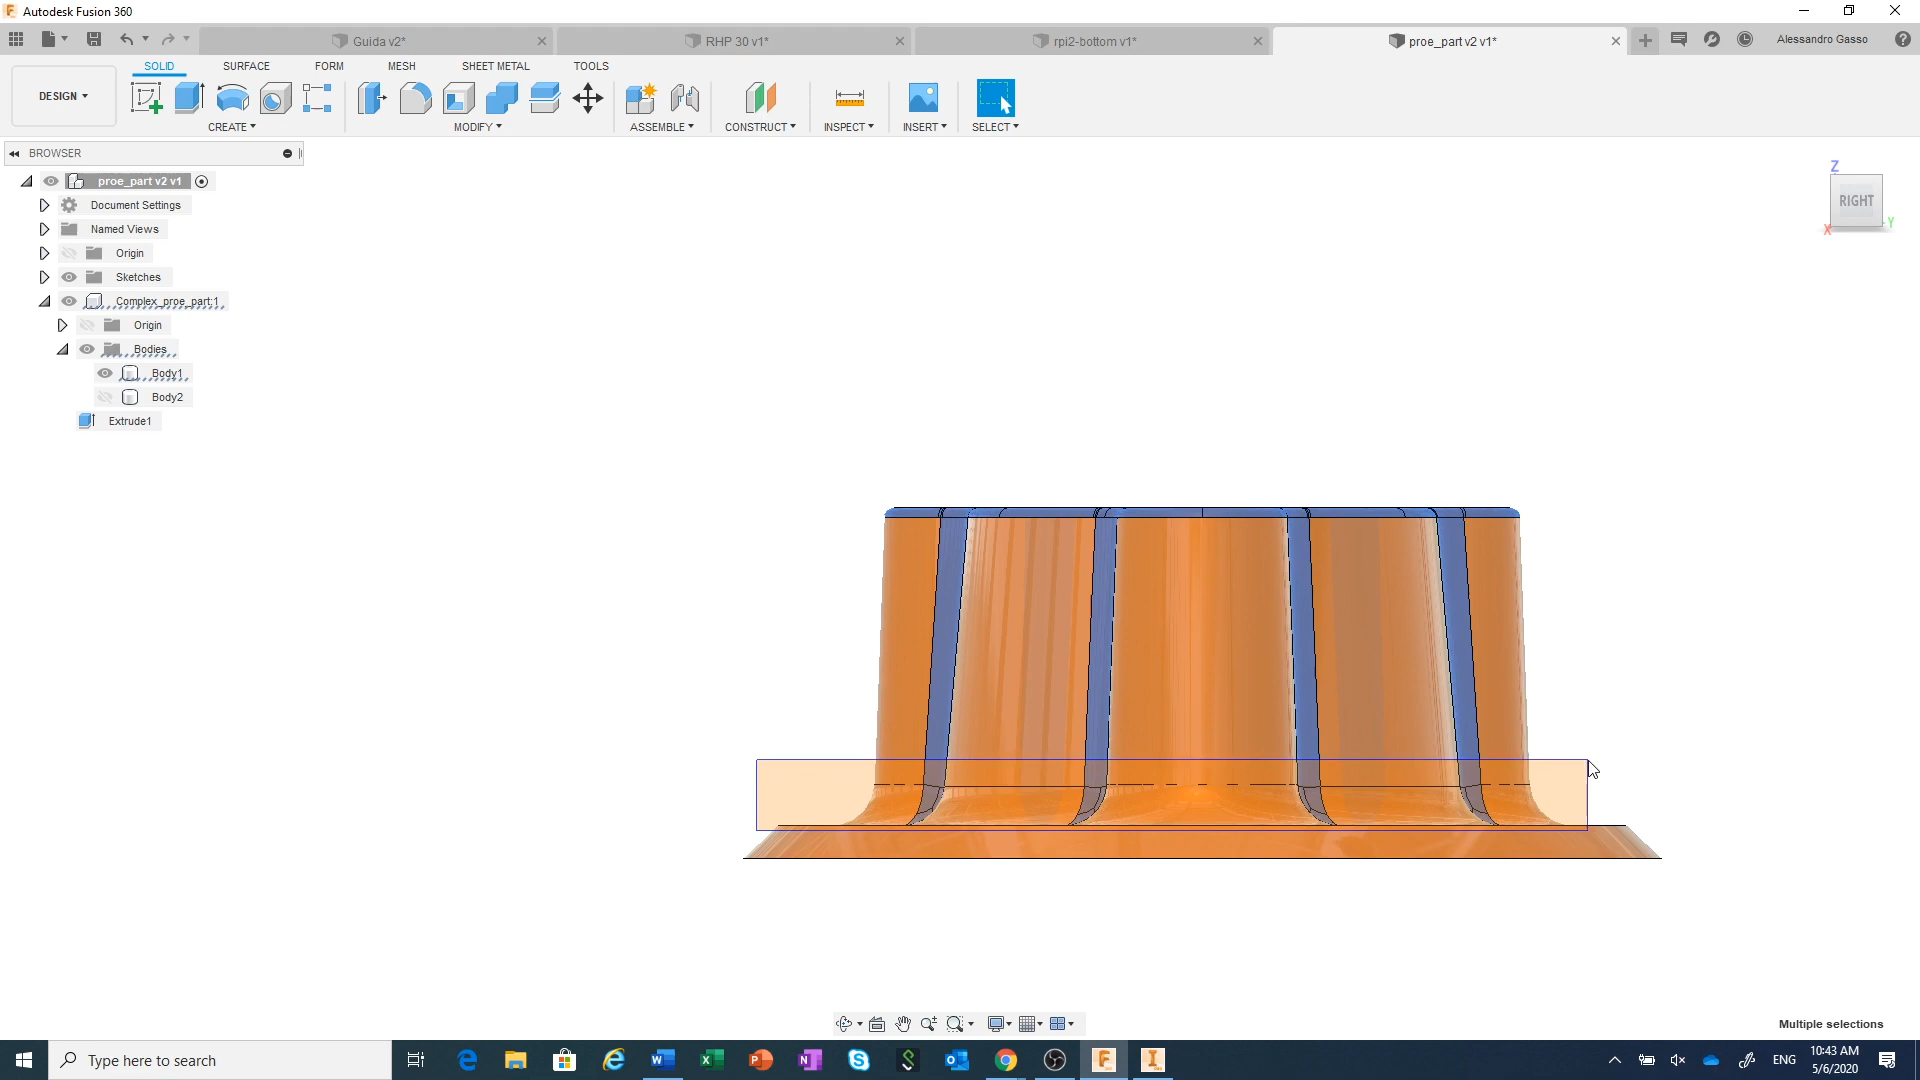 Autodesk Fusion 360
Guida v2*
RHP 30 v1*
rpi2-bottom v1*
proe_part v2 v1*
Alessandro Gasso
DESIGN
SOLID
SURFACE
FORM
MESH
SHEET METAL
TOOLS
CREATE
MODIFY
ASSEMBLE
CONSTRUCT
INSPECT
INSERT
SELECT
BROWSER
proe_part v2 v1
Document Settings
Named Views
Origin
Sketches
Complex_proe_part:1
Origin
Bodies
Body1
Body2
Extrude1
Z
RIGHT
X
Y
Multiple selections
Type here to search
ENG
10:43 AM
5/6/2020